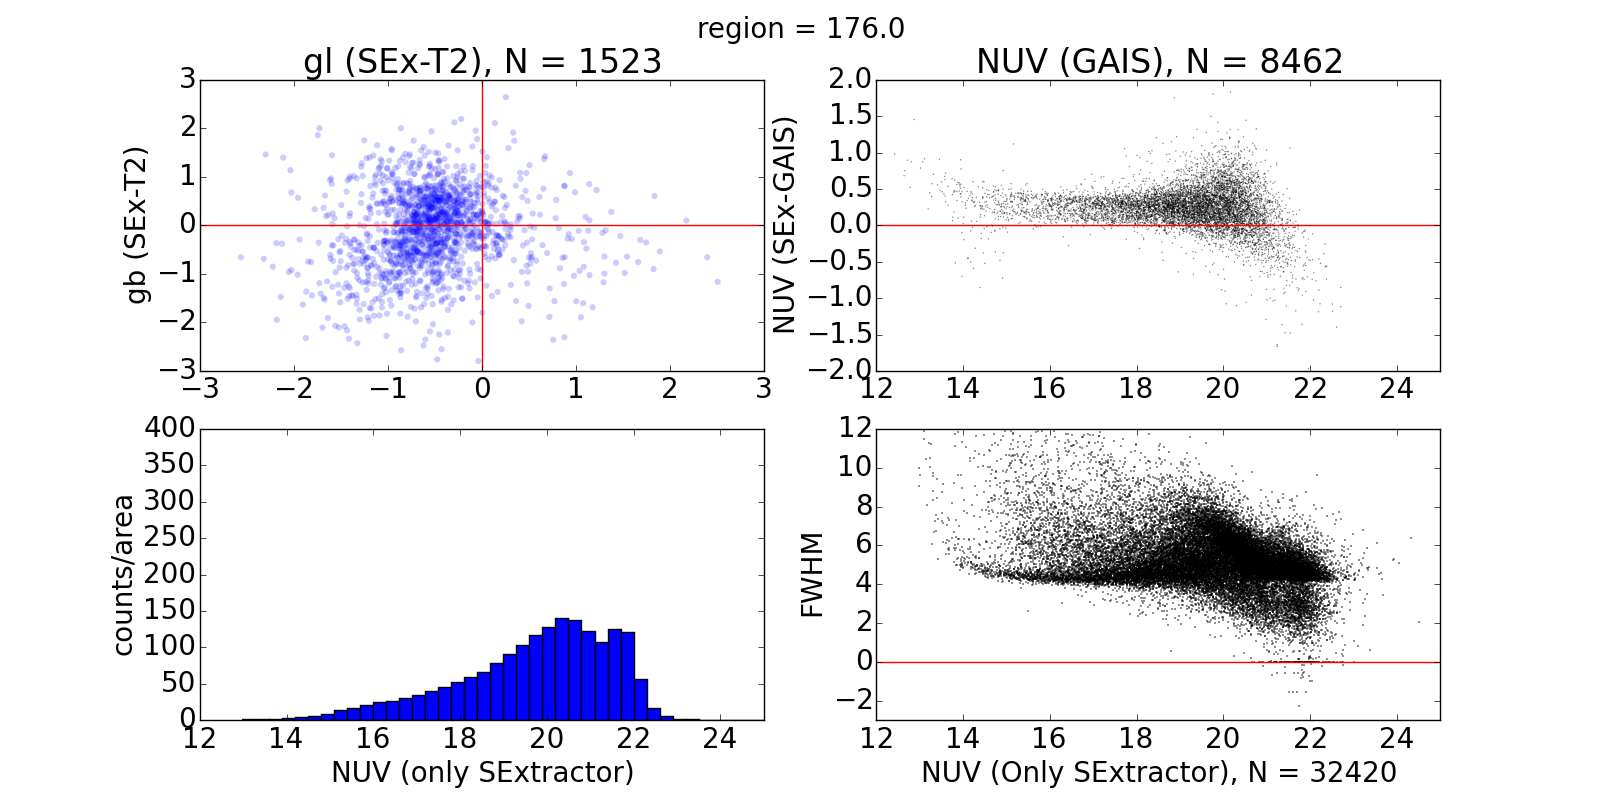 region = 176.0
gl (SEx-T2), N = 1523
NUV (GAIS), N = 8462
3
2
1
0
−1
−2
−3
gb (SEx-T2)
−3 −2 −1 0 1 2 3
2.0
1.5
1.0
0.5
0.0
−0.5
−1.0
−1.5
−2.0
NUV (SEx-GAIS)
12 14 16 18 20 22 24
400
350
300
250
200
150
100
50
0
counts/area
12 14 16 18 20 22 24
NUV (only SExtractor)
12
10
8
6
4
2
0
−2
FWHM
12 14 16 18 20 22 24
NUV (Only SExtractor), N = 32420